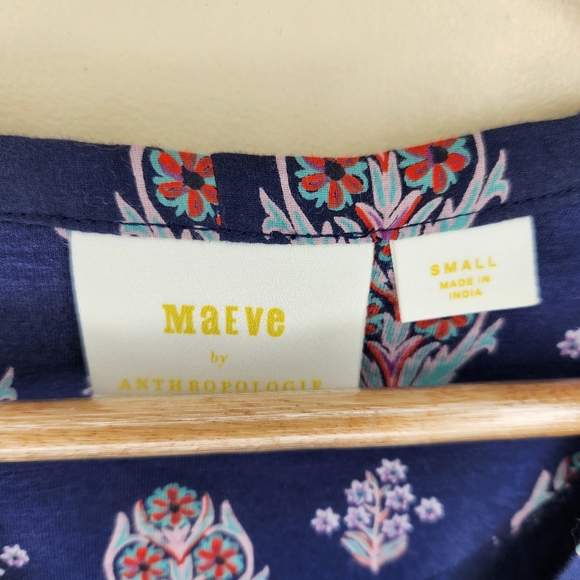 MaEVe
by
ANTHROPOLOGIE
SMALL
MADE IN
INDIA